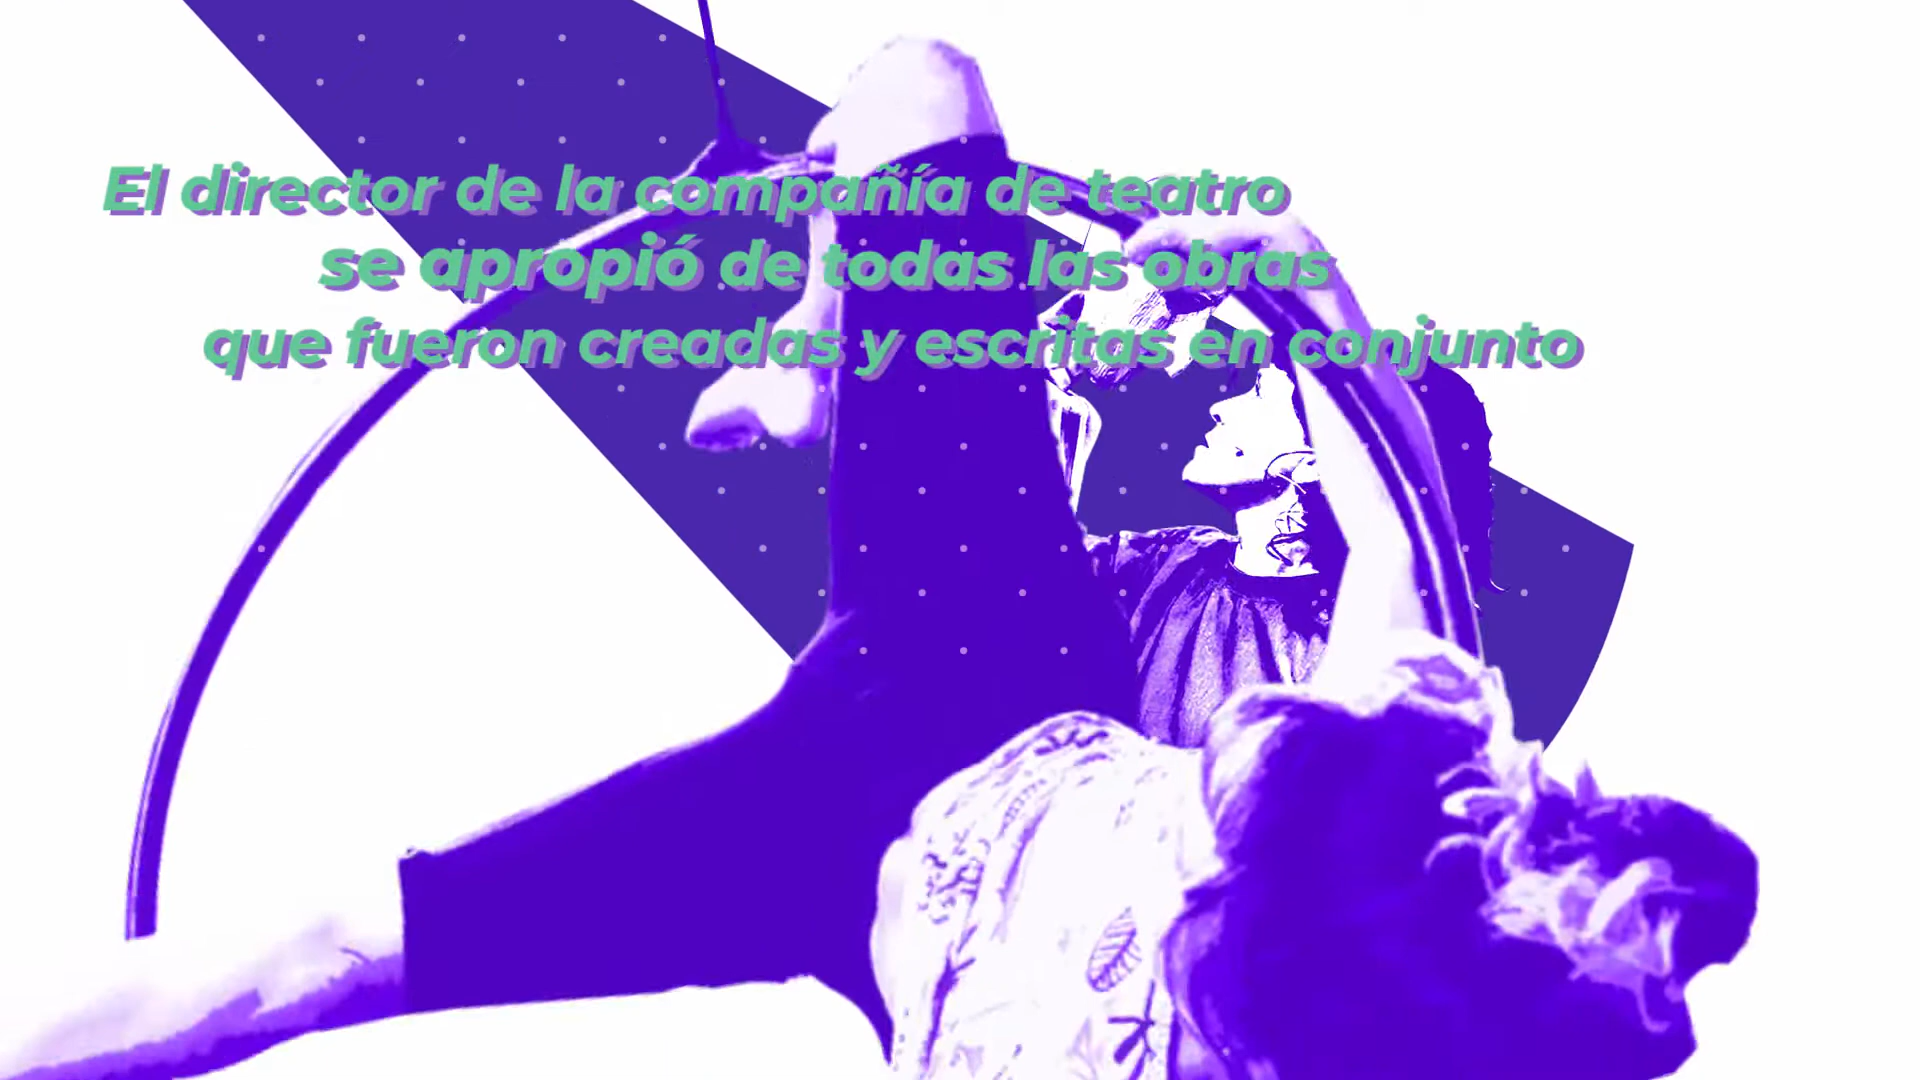 El director de la compañía de teatro
se apropió de todas las obras
que fueron creadas y escritas en conjunto